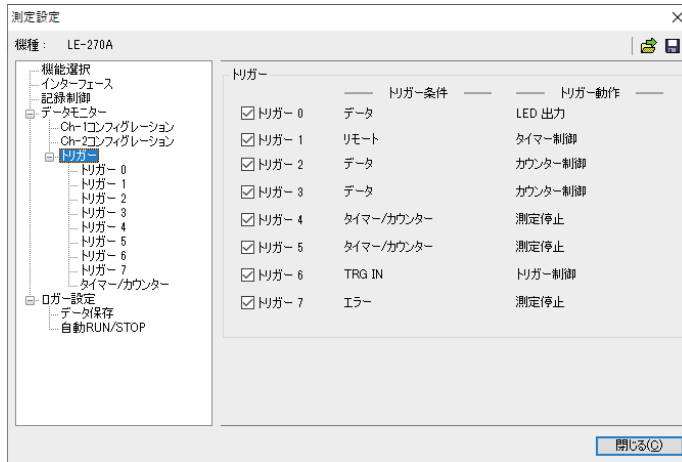 測定設定
機種： LE-270A
機能選択
インターフェース
記録制御
データモニター
Ch-1コンフィグレーション
Ch-2コンフィグレーション
トリガー
トリガー 0
トリガー 1
トリガー 2
トリガー 3
トリガー 4
トリガー 5
トリガー 6
トリガー 7
タイマー/カウンター
ロガー設定
データ保存
自動RUN/STOP
トリガー
トリガー条件 トリガー動作
トリガー 0 データ LED 出力
トリガー 1 リモート タイマー制御
トリガー 2 データ カウンター制御
トリガー 3 データ カウンター制御
トリガー 4 タイマー/カウンター 測定停止
トリガー 5 タイマー/カウンター 測定停止
トリガー 6 TRG IN トリガー制御
トリガー 7 エラー 測定停止
閉じる(C)